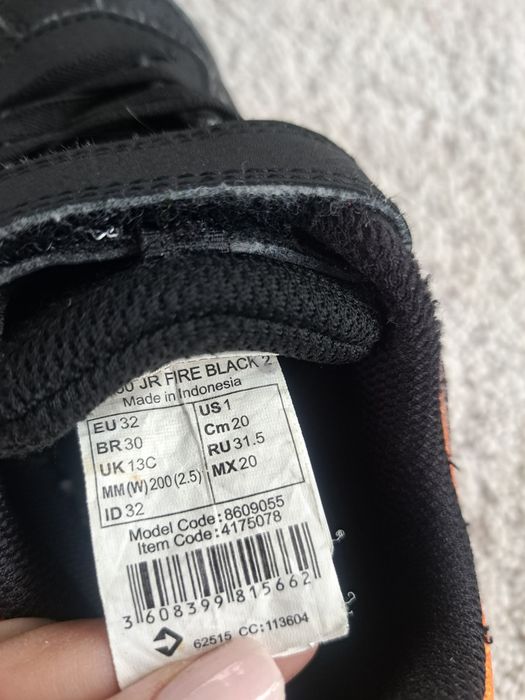 JR FIRE BLACK 2
Made in Indonesia
EU 32
US 1
BR 30
Cm 20
UK 13C
RU 31.5
MM (W) 200 (2.5)
MX 20
ID 32
Model Code:8609055
Item Code:4175078
3 608399 815662
62515 CC:113604